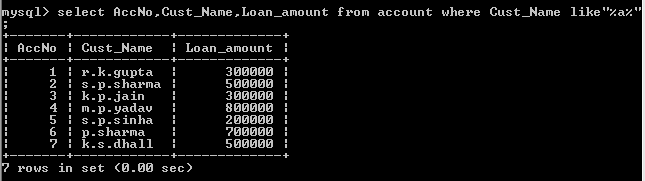 mysql> select AccNo,Cust_Name,Loan_amount from account where Cust_Name like"%a%"
;
+-------+-----------+-------------+
| AccNo | Cust_Name | Loan_amount |
+-------+-----------+-------------+
| 1 | r.k.gupta | 300000 |
| 2 | s.p.sharma | 500000 |
| 3 | k.p.jain | 300000 |
| 4 | m.p.yadav | 800000 |
| 5 | s.p.sinha | 200000 |
| 6 | p.sharma | 700000 |
| 7 | k.s.dhall | 500000 |
+-------+-----------+-------------+
7 rows in set (0.00 sec)